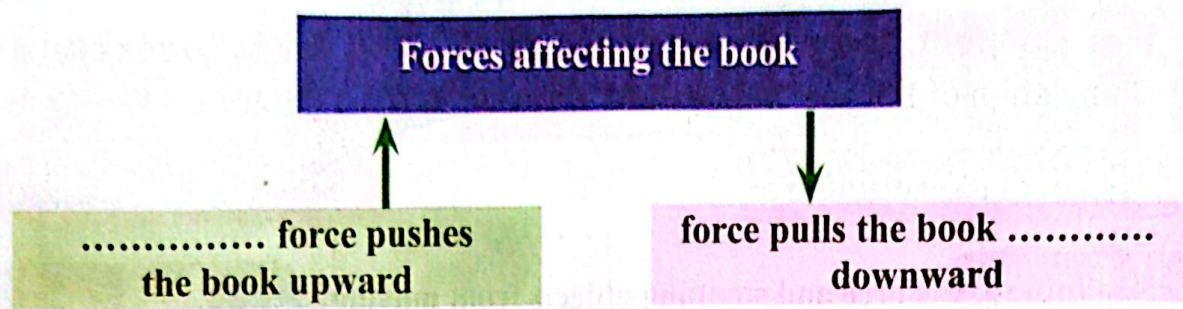 Forces affecting the book
............... force pushes
the book upward
force pulls the book ............
downward